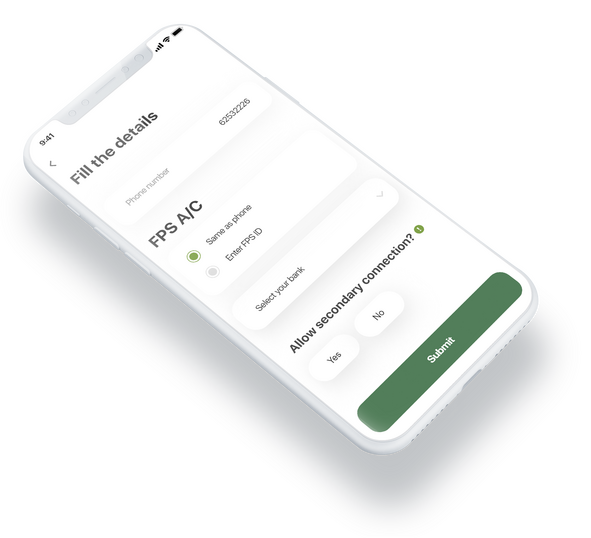 9:41
Fill the details
Phone number
62532226
FPS A/C
Same as phone
Enter FPS ID
Select your bank
Allow secondary connection?
Yes
No
Submit